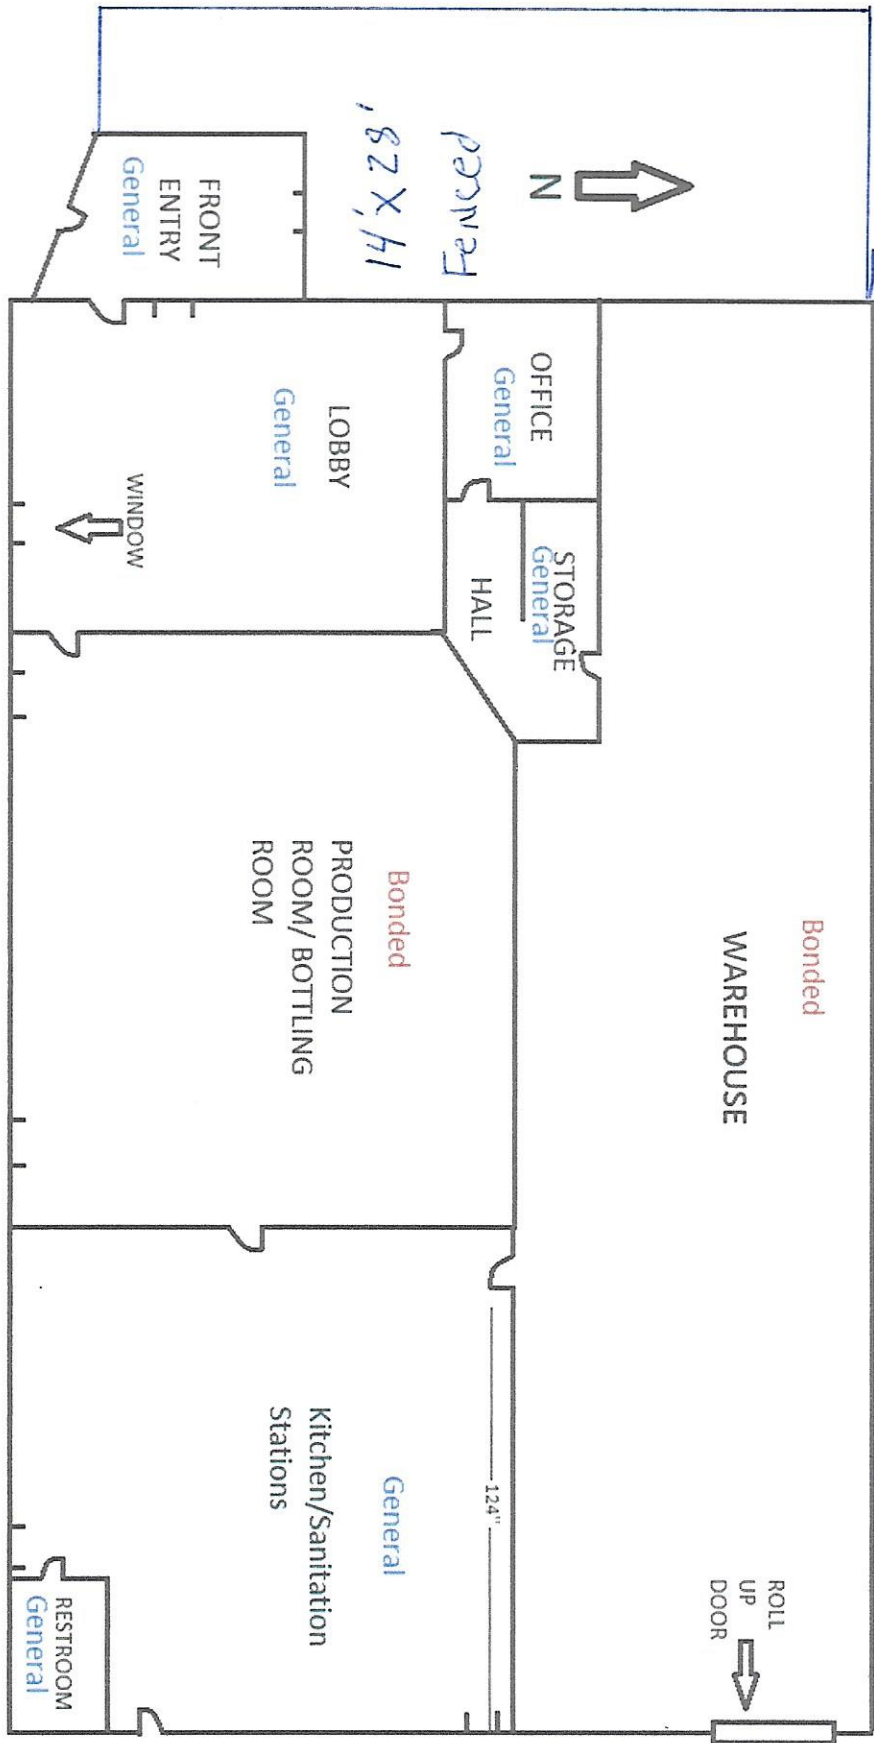 Bonded
WAREHOUSE
ROLL
UP
DOOR
N
Fenced
14' X 28'
OFFICE
General
STORAGE
General
HALL
FRONT
ENTRY
General
LOBBY
General
WINDOW
Bonded
PRODUCTION
ROOM/ BOTTLING
ROOM
124"
General
Kitchen/Sanitation
Stations
RESTROOM
General